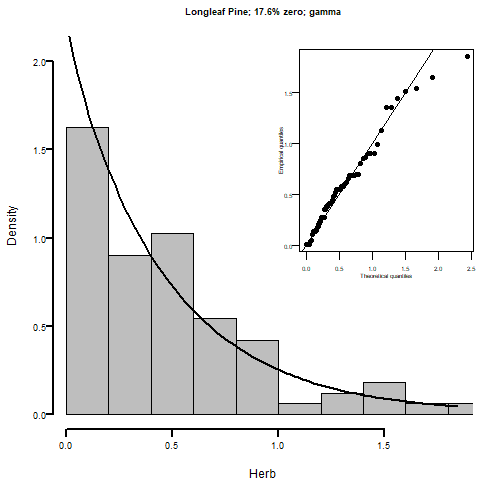 Longleaf Pine; 17.6% zero; gamma
Density
2.0
1.5
1.0
0.5
0.0
0.0 0.5 1.0 1.5
Herb
Empirical quantiles
1.5
1.0
0.5
0.0
0.0 0.5 1.0 1.5 2.0 2.5
Theoretical quantiles